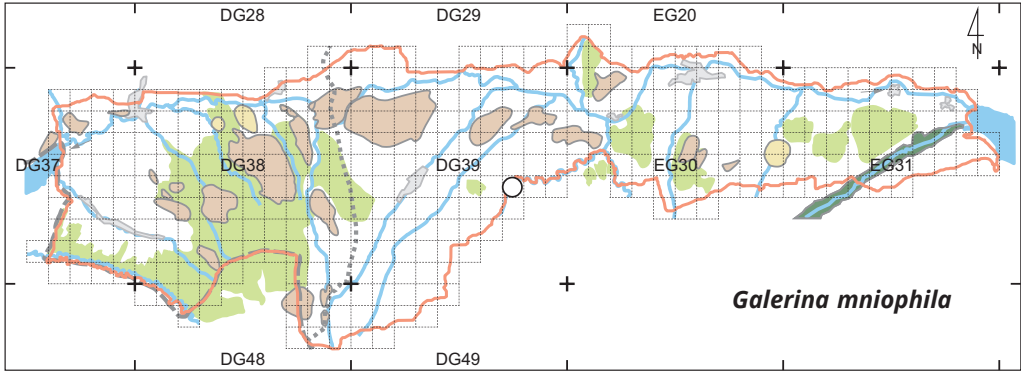 DG28 DG29 EG20
N
DG37 DG38 DG39 EG30 EG31
Galerina mniophila
DG48 DG49